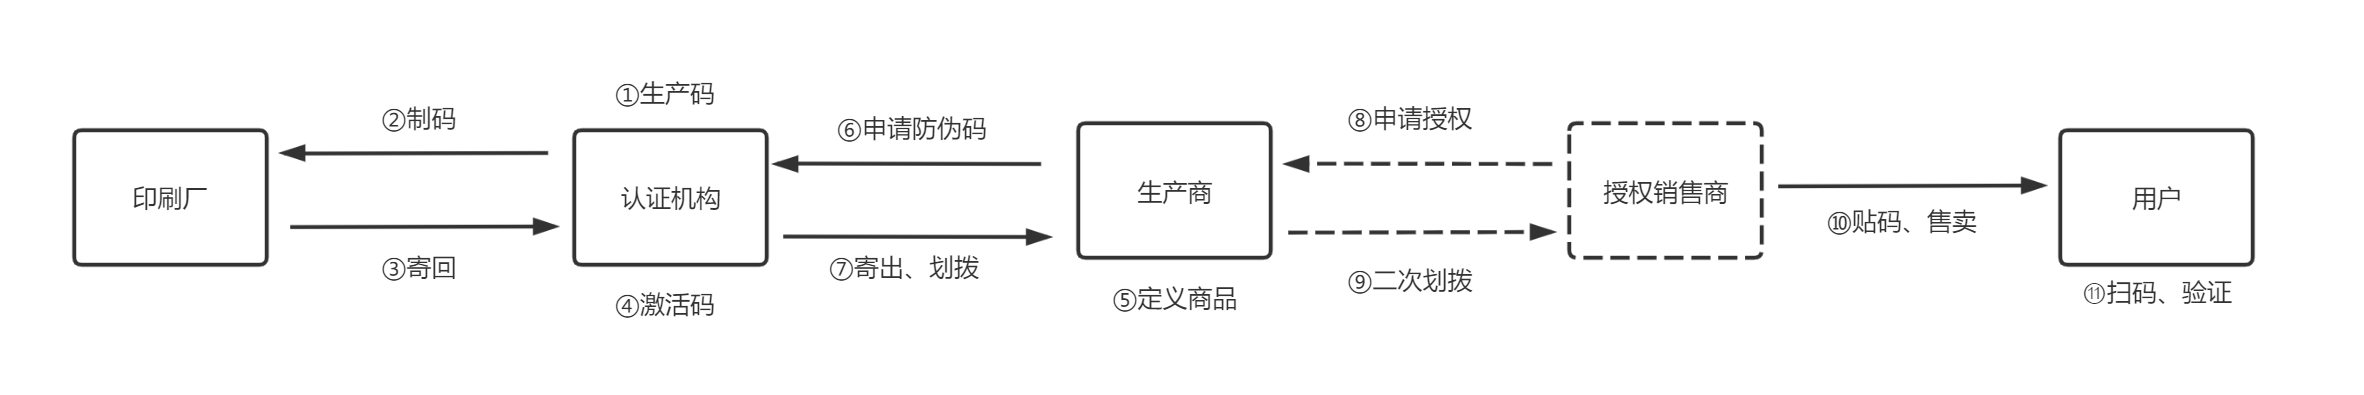 ①生产码
②制码
⑥申请防伪码
⑧申请授权
印刷厂
认证机构
生产商
授权销售商
用户
⑩贴码、售卖
③寄回
⑦寄出、划拨
⑨二次划拨
④激活码
⑤定义商品
⑪扫码、验证